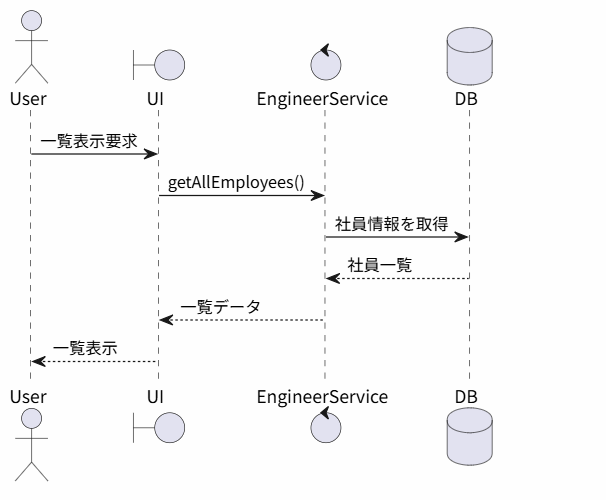 User
UI
EngineerService
DB
一覧表示要求
getAllEmployees()
社員情報を取得
社員一覧
一覧データ
一覧表示
User
UI
EngineerService
DB